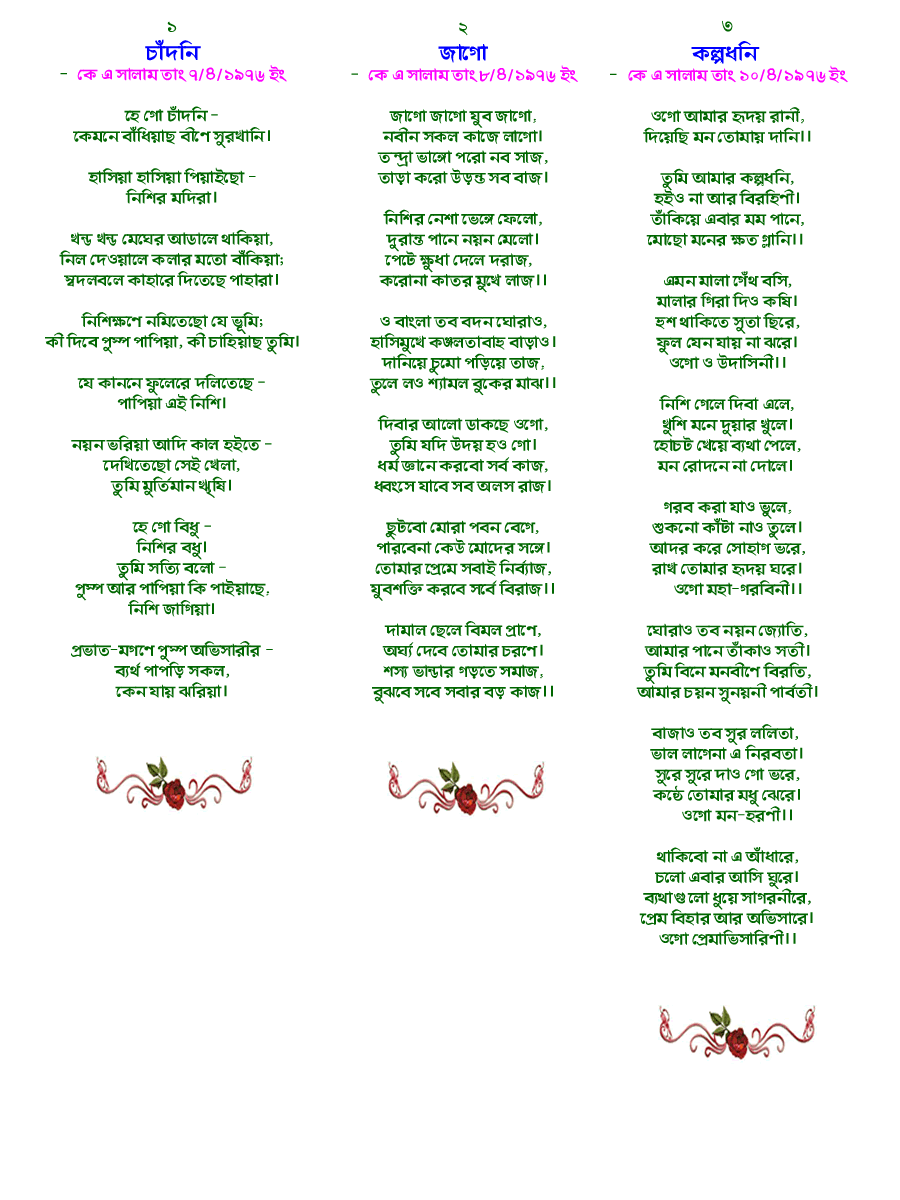 ১
চাঁদনি
- কে এ সালাম তাং ৭/৪/১৯৭৬ ইং
হে গো চাঁদনি -
কেমনে বাঁধিয়াছ বীণে সুরখানি।
হাসিয়া হাসিয়া পিয়াইছো -
নিশির মদিরা।
খন্ড খন্ড মেঘের আডালে থাকিয়া,
নিল দেওয়ালে কলার মতো বাঁকিয়া;
স্বদলবলে কাহারে দিতেছে পাহারা।
নিশিক্ষণে নমিতেছো যে ভূমি;
কী দিবে পুস্প পাপিয়া, কী চাহিয়াছ তুমি।
যে কাননে ফুলেরে দলিতেছে -
পাপিয়া এই নিশি।
নয়ন ভরিয়া আদি কাল হইতে -
দেখিতেছো সেই খেলা,
তুমি মুর্তিমান ঋষি।
হে গো বিধু -
নিশির বধু।
তুমি সত্যি বলো -
পুস্প আর পাপিয়া কি পাইয়াছে,
নিশি জাগিয়া।
প্রভাত-মগণে পুস্প অভিসারীর -
ব্যর্থ পাপড়ি সকল,
কেন যায় ঝরিয়া।
২
জাগো
- কে এ সালাম তাং ৮/৪/১৯৭৬ ইং
জাগো জাগো যুব জাগো,
নবীন সকল কাজে লাগো।
তন্দ্রা ভাঙ্গো পরো নব সাজ,
তাড়া করো উড়ন্ত সব বাজ।
নিশির নেশা ভেঙ্গে ফেলো,
দুরান্ত পানে নয়ন মেলো।
পেটে ক্ষুধা দেলে দরাজ,
করোনা কাতর মুখে লাজ।।
ও বাংলা তব বদন ঘোরাও,
হাসিমুখে কঞ্জলতাবাহু বাড়াও।
দানিয়ে চুমো পড়িয়ে তাজ,
তুলে লও শ্যামল বুকের মাঝ।।
দিবার আলো ডাকছে ওগো,
তুমি যদি উদয় হও গো।
ধর্ম জ্ঞানে করবো সর্ব কাজ,
ধ্বংসে যাবে সব অলস রাজ।
ছুটবো মোরা পবন বেগে,
পারবেনা কেউ মোদের সঙ্গে।
তোমার প্রেমে সবাই নির্ব্যাজ,
যুবশক্তি করবে সর্বে বিরাজ।।
দামাল ছেলে বিমল প্রাণে,
অর্ঘ্য দেবে তোমার চরণে।
শস্য ভান্ডার গড়তে সমাজ,
বুঝবে সবে সবার বড় কাজ।।
৩
কল্পধনি
- কে এ সালাম তাং ১০/৪/১৯৭৬ ইং
ওগো আমার হৃদয় রানী,
দিয়েছি মন তোমায় দানি।।
তুমি আমার কল্পধনি,
হইও না আর বিরহিণী।
তাঁকিয়ে এবার মম পানে,
মোছো মনের ক্ষত গ্লানি।।
এমন মালা গেঁথ বসি,
মালার গিরা দিও কষি।
হশ থাকিতে সুতা ছিরে,
ফুল যেন যায় না ঝরে।
ওগো ও উদাসিনী।।
নিশি গেলে দিবা এলে,
খুশি মনে দুয়ার খুলে।
হোচট খেয়ে ব্যথা পেলে,
মন রোদনে না দোলে।
গরব করা যাও ভুলে,
শুকনো কাঁটা নাও তুলে।
আদর করে সোহাগ ভরে,
রাখ তোমার হৃদয় ঘরে।
ওগো মহা-গরবিনী।।
ঘোরাও তব নয়ন জ্যোতি,
আমার পানে তাঁকাও সতী।
তুমি বিনে মনবীণে বিরতি,
আমার চয়ন সুনয়নী পার্বতী।
বাজাও তব সুর ললিতা,
ভাল লাগেনা এ নিরবতা।
সুরে সুরে দাও গো ভরে,
কন্ঠে তোমার মধু ঝেরে।
ওগো মন-হরণী।।
থাকিবো না এ আঁধারে,
চলো এবার আসি ঘুরে।
ব্যথাগুলো ধুয়ে সাগরনীরে,
প্রেম বিহার আর অভিসারে।
ওগো প্রেমাভিসারিণী।।